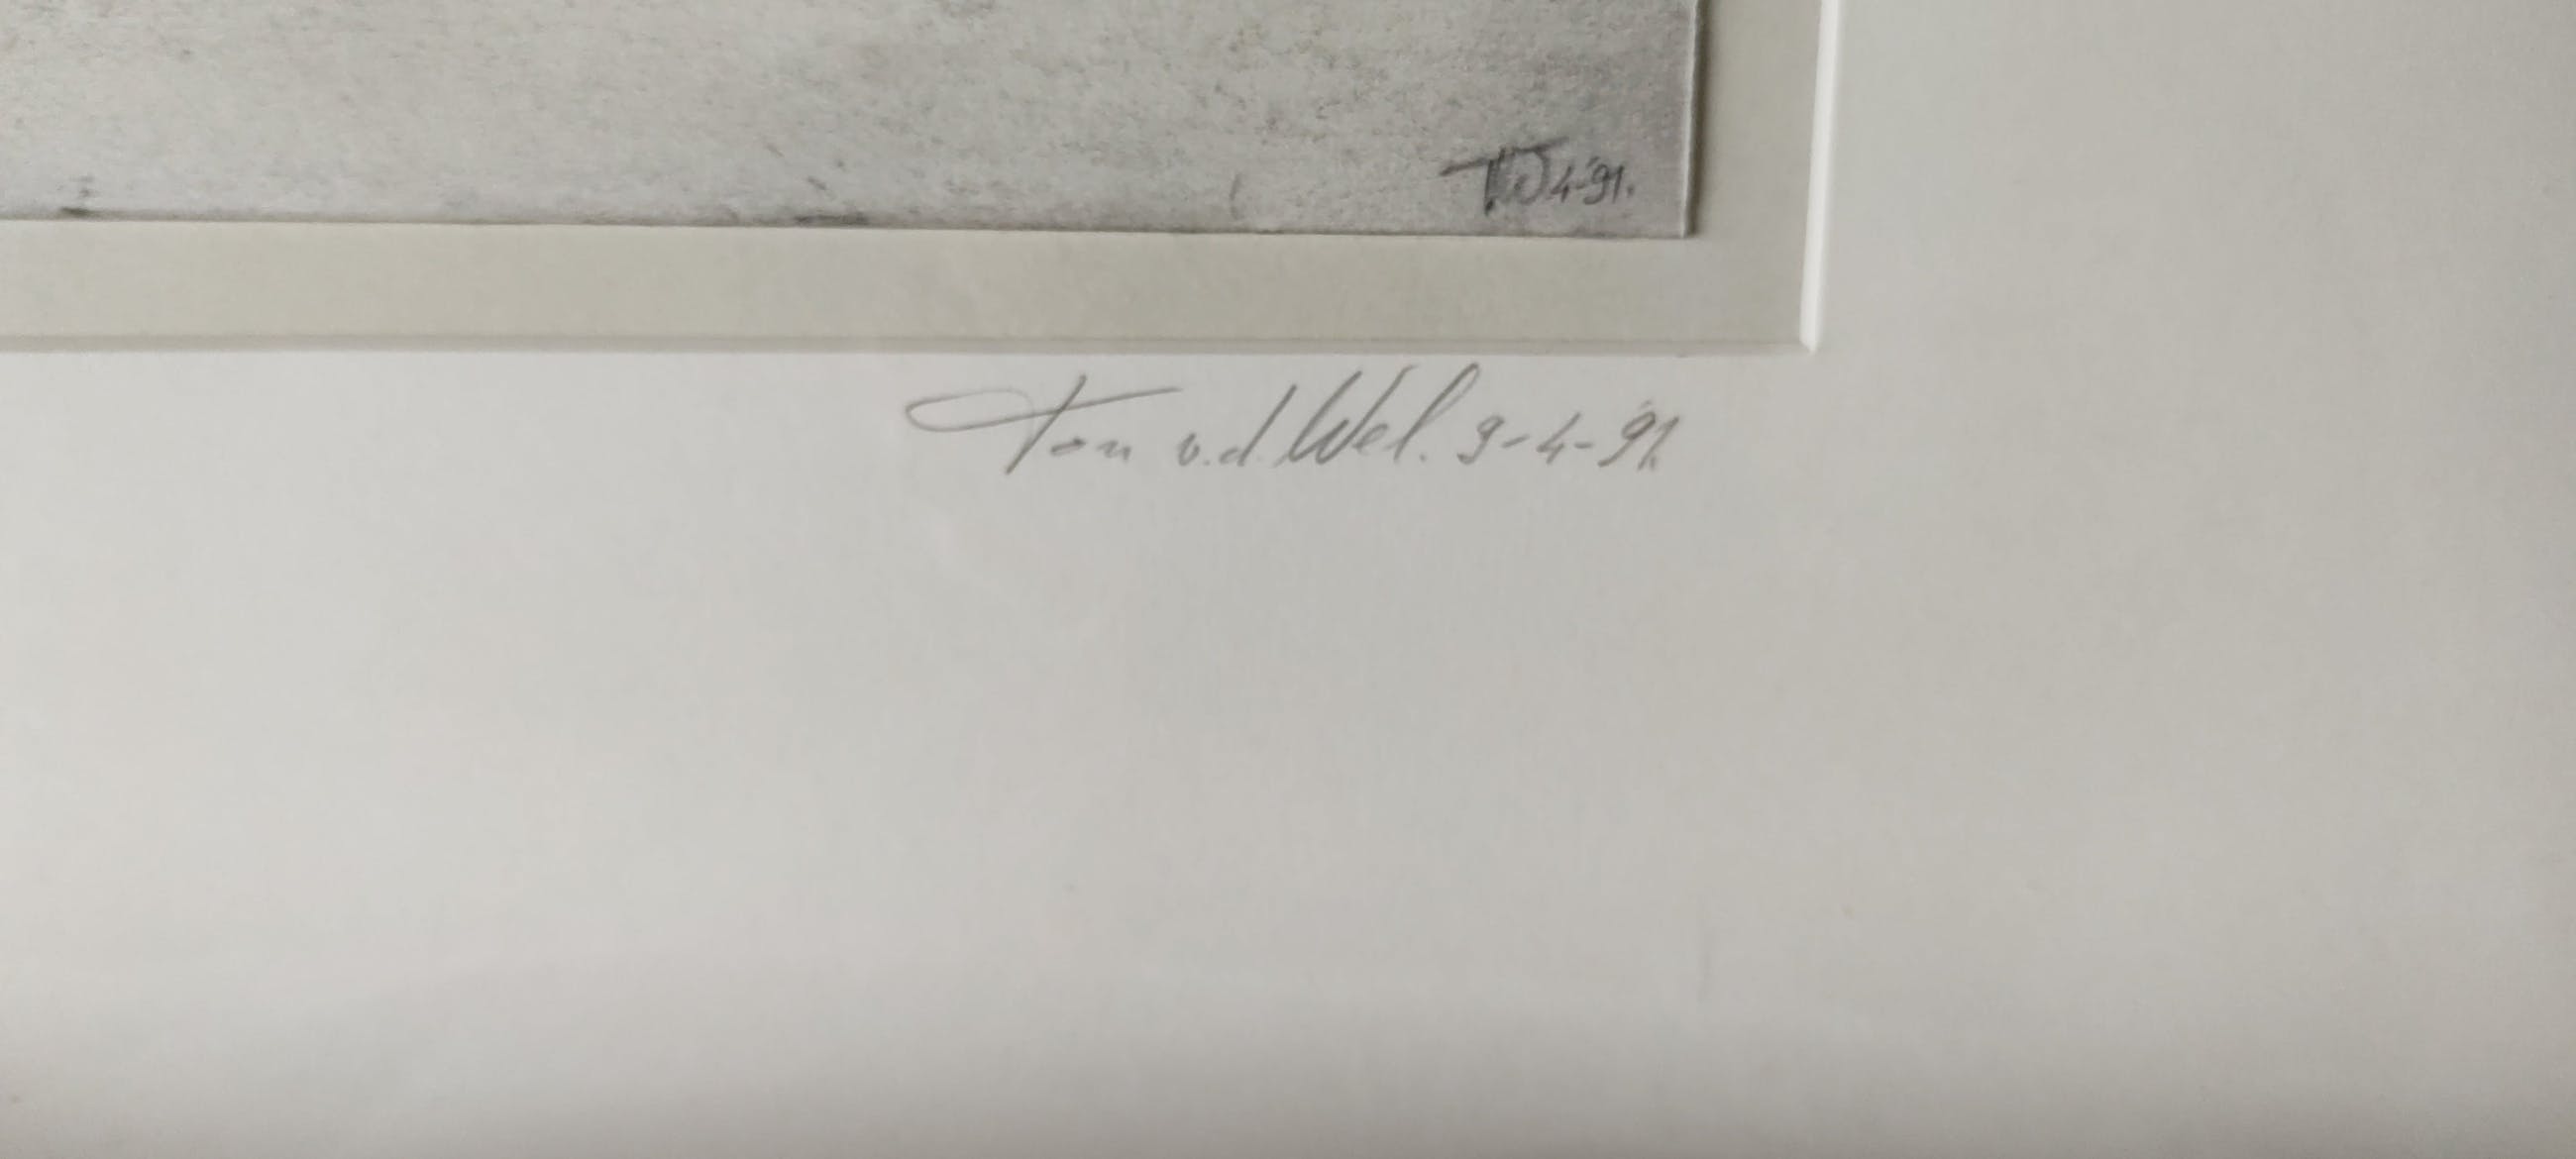 TW 4-'91.
Ton v.d. Wel. 9-4-'91.